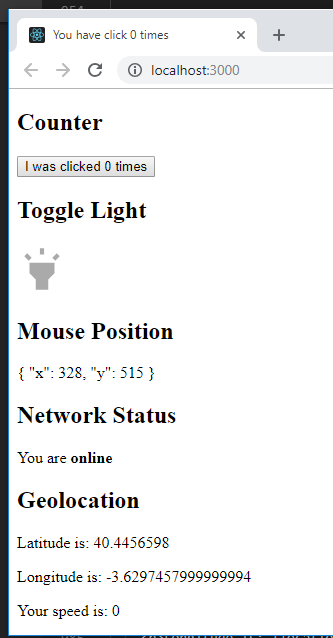 You have click 0 times
localhost:3000
Counter
I was clicked 0 times
Toggle Light
Mouse Position
{ "x": 328, "y": 515 }
Network Status
You are online
Geolocation
Latitude is: 40.4456598
Longitude is: -3.6297457999999994
Your speed is: 0